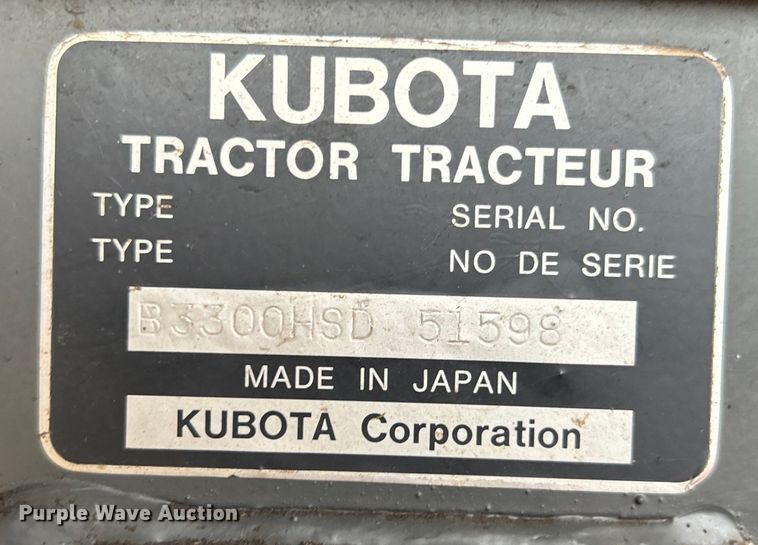 KUBOTA
TRACTOR TRACTEUR
TYPE SERIAL NO.
TYPE NO DE SERIE
B3300HSD 51598
MADE IN JAPAN
KUBOTA Corporation
Purple Wave Auction